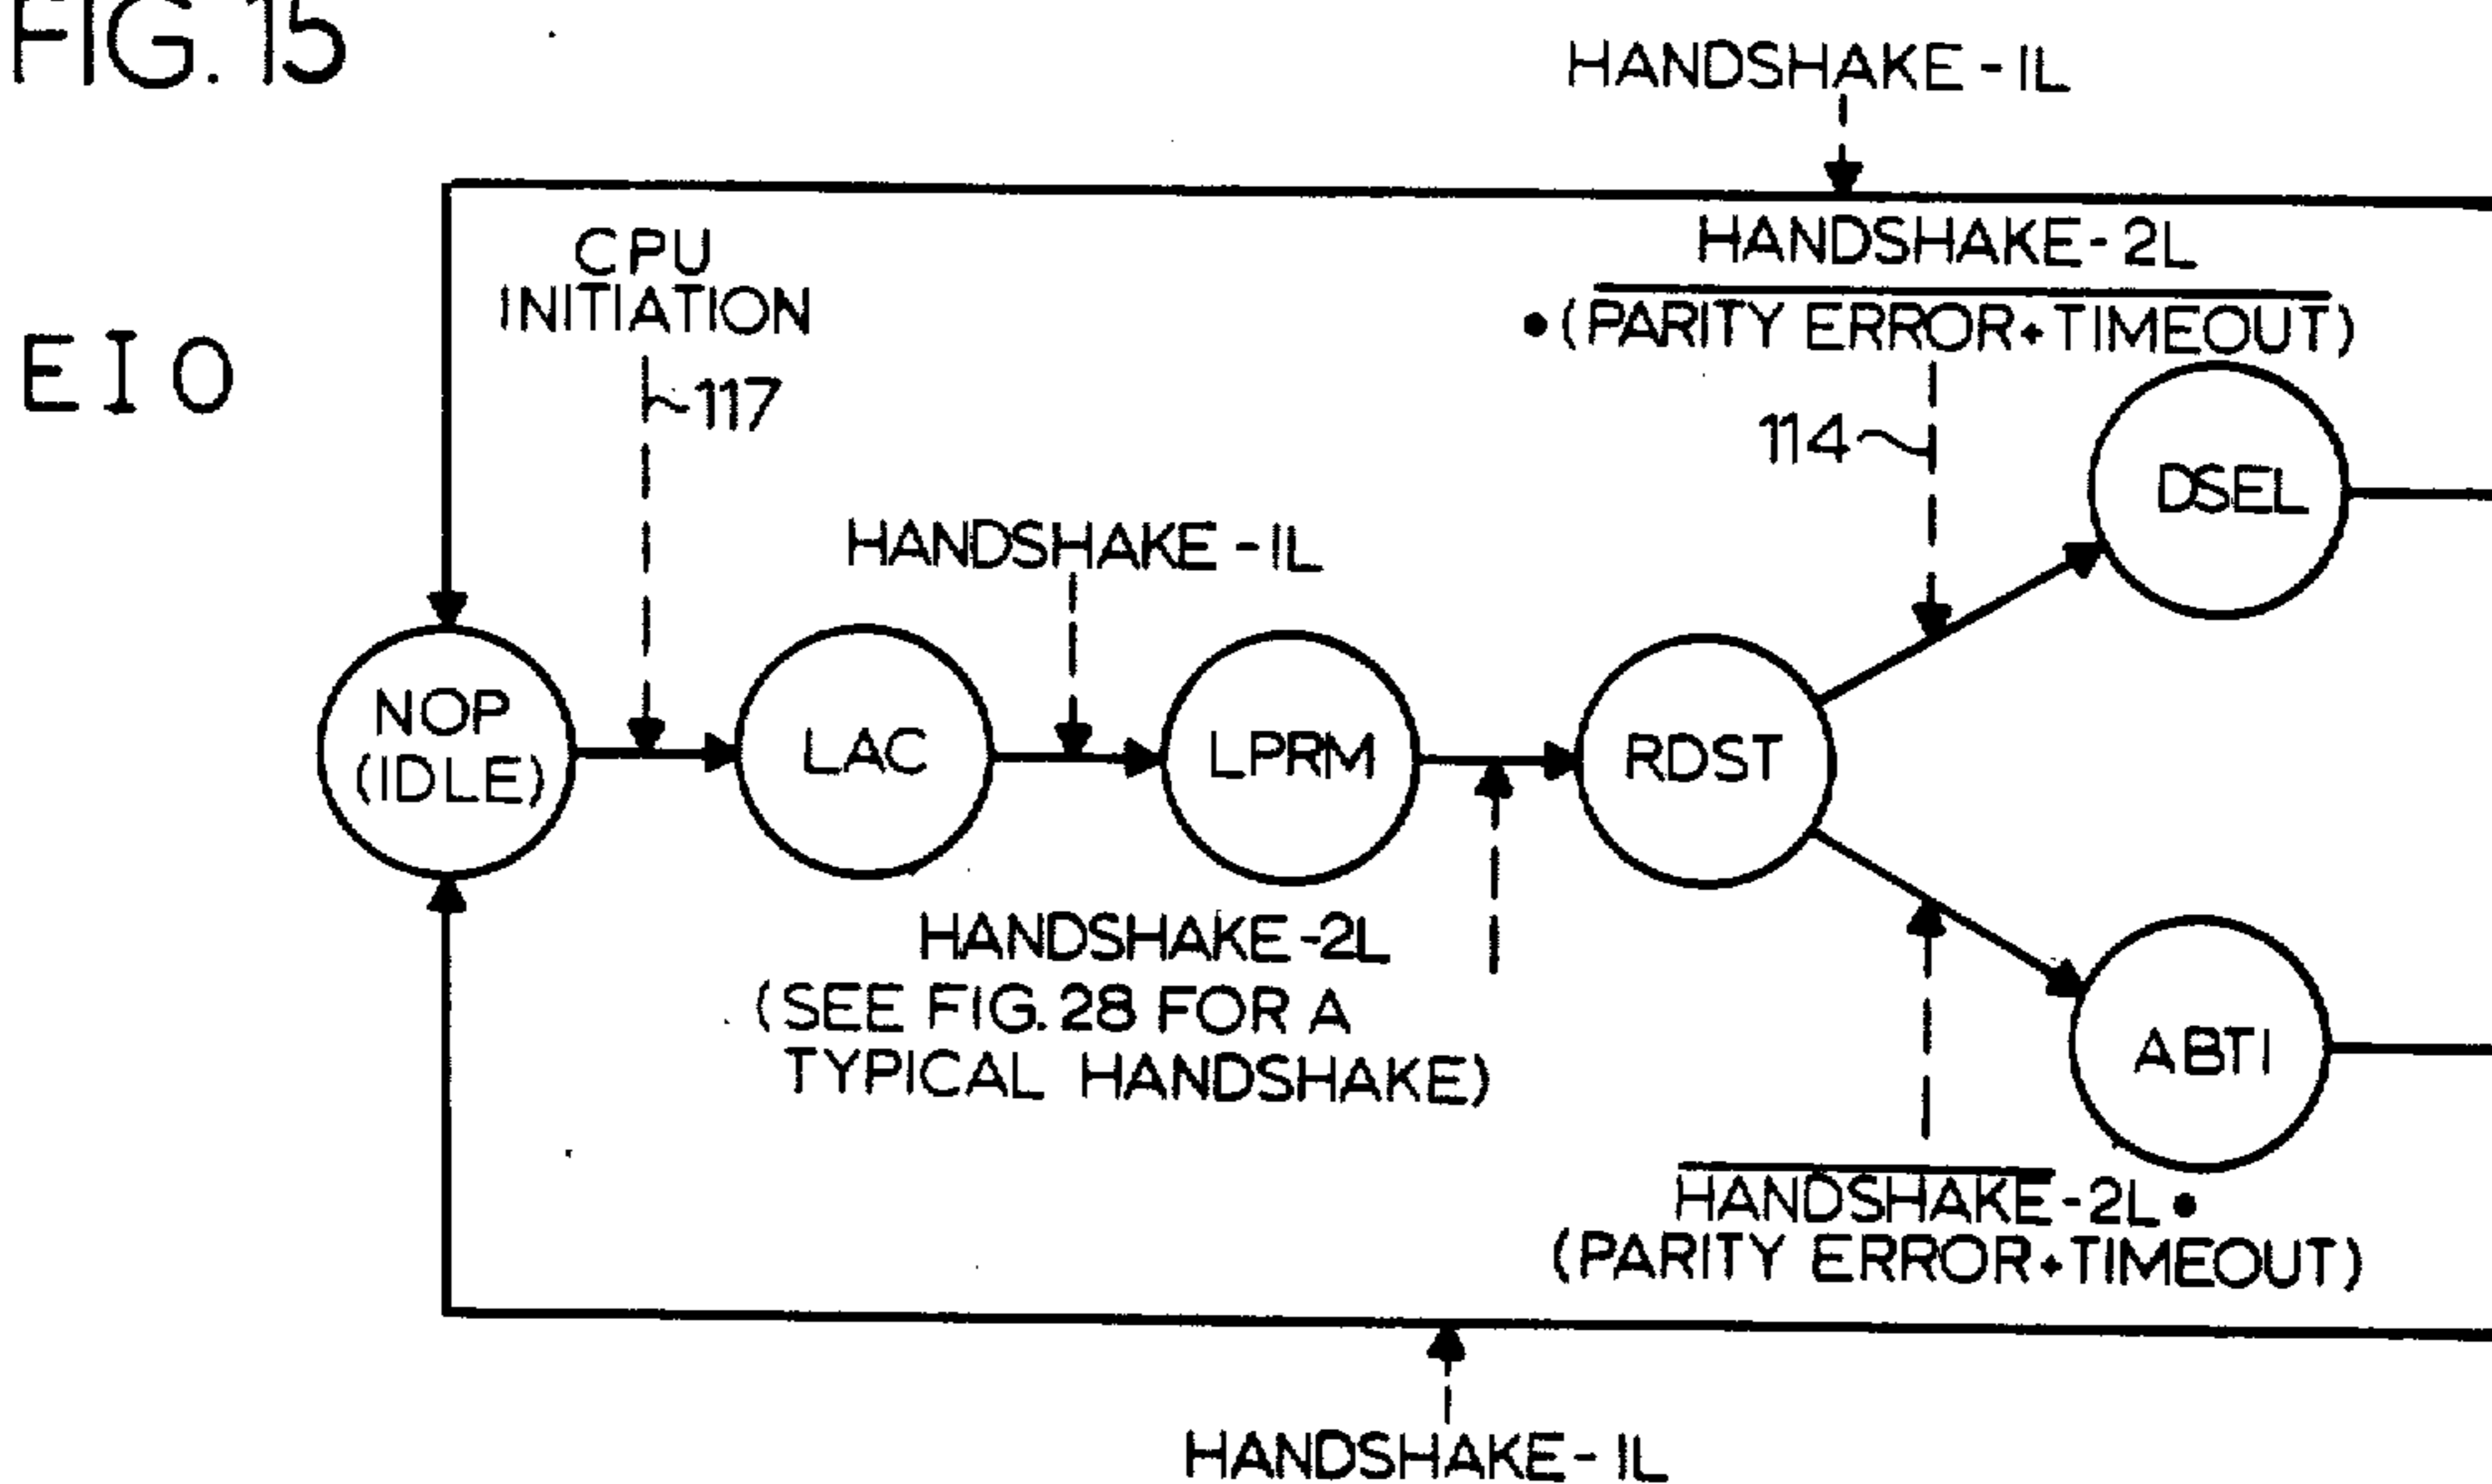 FIG. 15
HANDSHAKE-1L
HANDSHAKE-2L
•(PARITY ERROR+TIMEOUT)
CPU
INITIATION
117
EIO
114
DSEL
HANDSHAKE-1L
NOP
(IDLE)
LAC
LPRM
RDST
HANDSHAKE-2L
(SEE FIG. 28 FOR A
TYPICAL HANDSHAKE)
ABTI
HANDSHAKE-2L•
(PARITY ERROR+TIMEOUT)
HANDSHAKE-1L